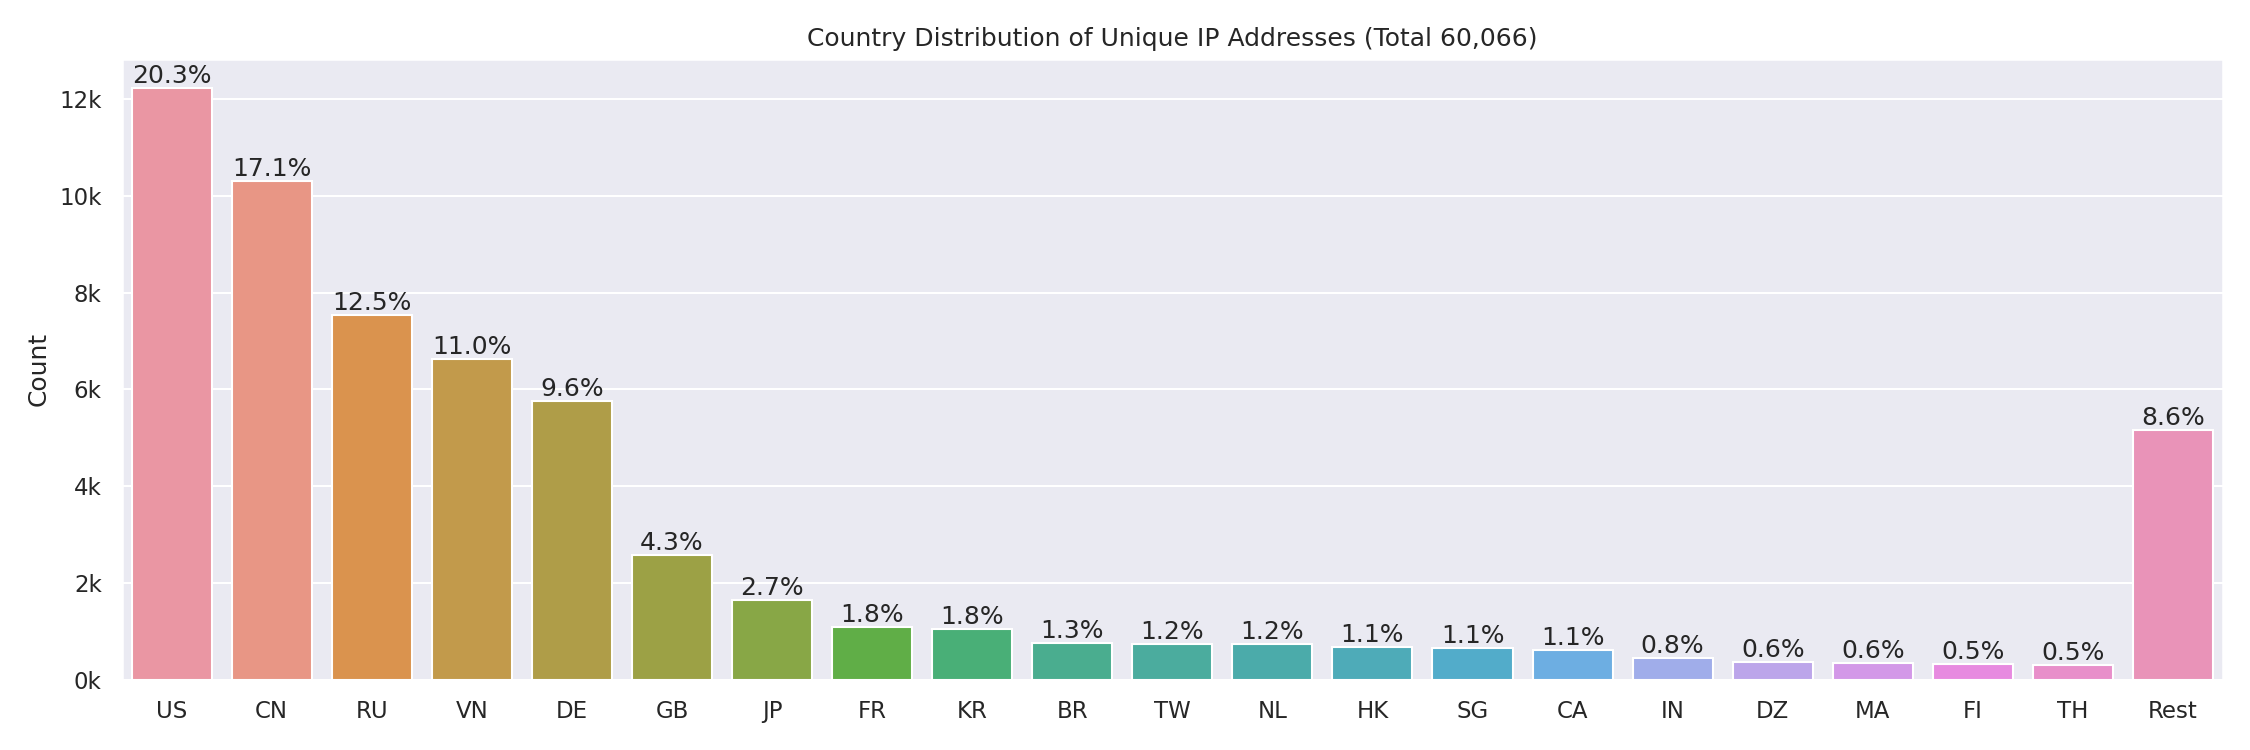 Country Distribution of Unique IP Addresses (Total 60,066)
Count
12k
10k
8k
6k
4k
2k
0k
20.3%
17.1%
12.5%
11.0%
9.6%
4.3%
2.7%
1.8%
1.8%
1.3%
1.2%
1.2%
1.1%
1.1%
1.1%
0.8%
0.6%
0.6%
0.5%
0.5%
8.6%
US CN RU VN DE GB JP FR KR BR TW NL HK SG CA IN DZ MA FI TH Rest